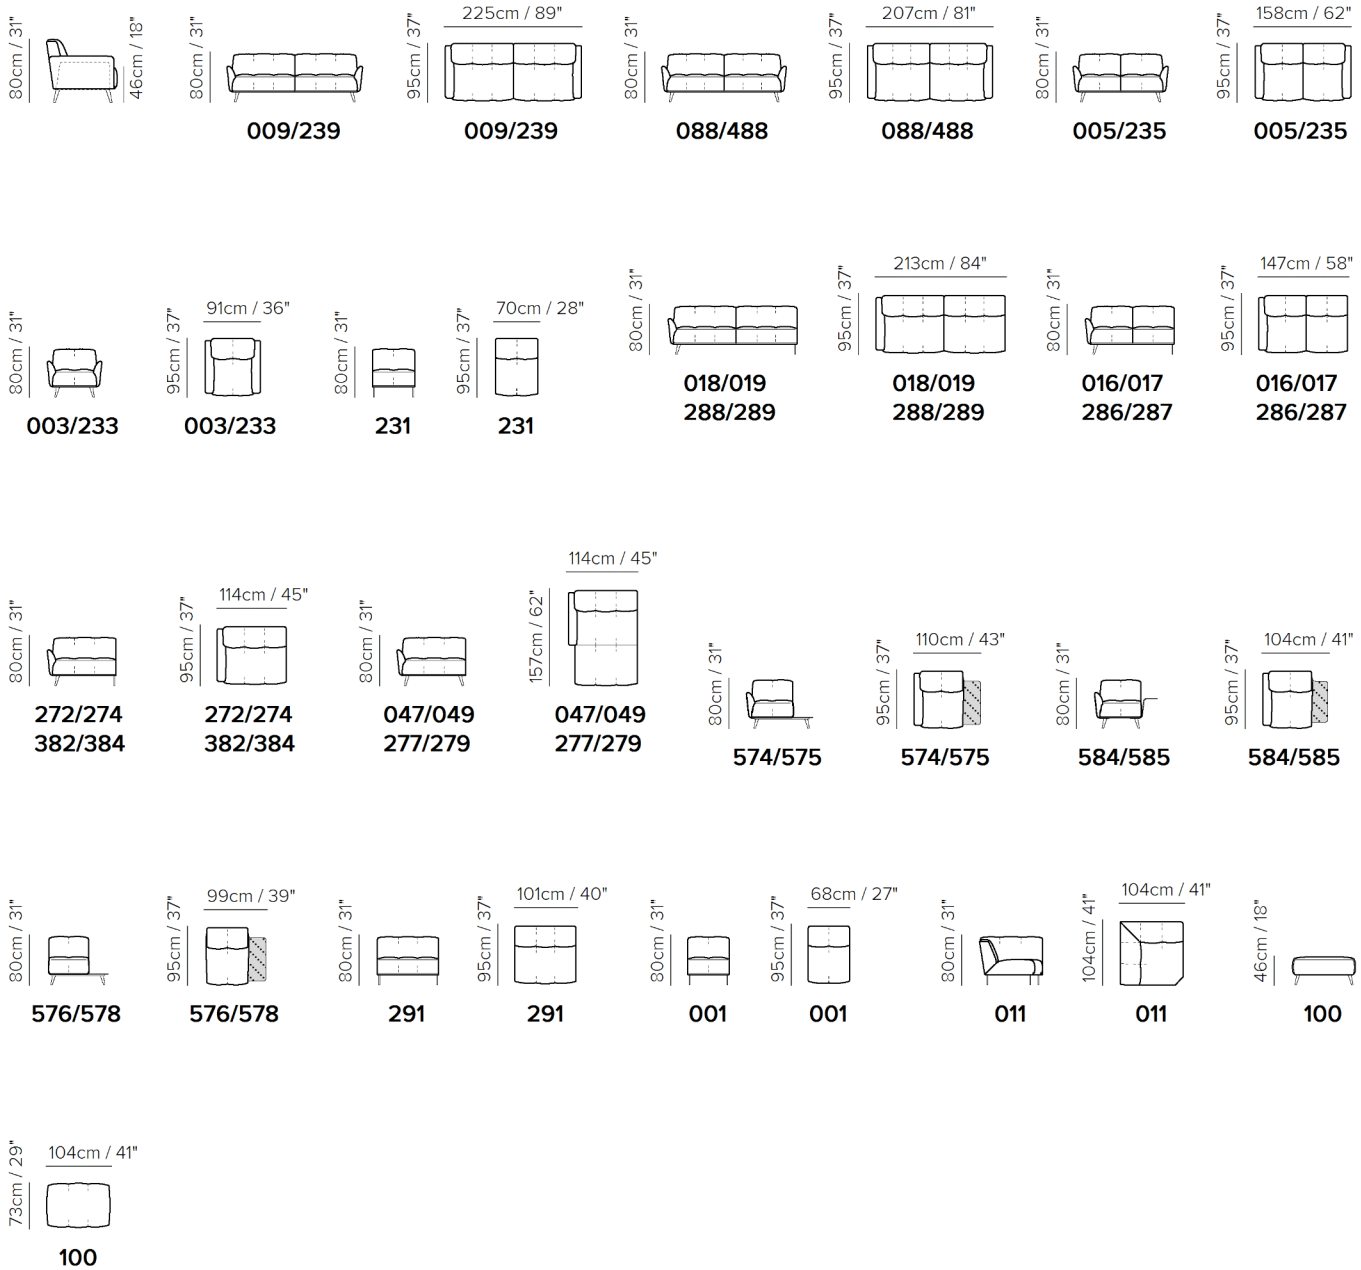 80cm / 31"
46cm / 18"
80cm / 31"
009/239
225cm / 89"
95cm / 37"
009/239
80cm / 31"
088/488
207cm / 81"
95cm / 37"
088/488
80cm / 31"
005/235
158cm / 62"
95cm / 37"
005/235
80cm / 31"
003/233
91cm / 36"
95cm / 37"
003/233
80cm / 31"
231
70cm / 28"
95cm / 37"
231
80cm / 31"
018/019
288/289
213cm / 84"
95cm / 37"
018/019
288/289
80cm / 31"
016/017
286/287
147cm / 58"
95cm / 37"
016/017
286/287
80cm / 31"
272/274
382/384
114cm / 45"
95cm / 37"
272/274
382/384
80cm / 31"
047/049
277/279
114cm / 45"
157cm / 62"
047/049
277/279
80cm / 31"
574/575
110cm / 43"
95cm / 37"
574/575
80cm / 31"
584/585
104cm / 41"
95cm / 37"
584/585
80cm / 31"
576/578
99cm / 39"
95cm / 37"
576/578
80cm / 31"
291
101cm / 40"
95cm / 37"
291
80cm / 31"
001
68cm / 27"
95cm / 37"
001
80cm / 31"
011
104cm / 41"
104cm / 41"
011
46cm / 18"
100
104cm / 41"
73cm / 29"
100